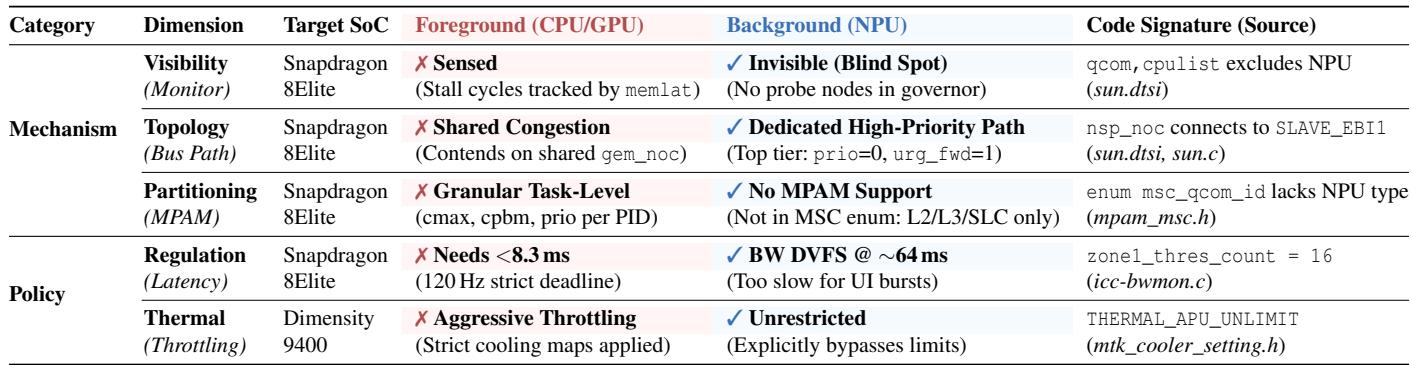 Category Dimension Target SoC Foreground (CPU/GPU) Background (NPU) Code Signature (Source)
Visibility Snapdragon ✗ Sensed ✓ Invisible (Blind Spot) qcom,cpulist excludes NPU
(Monitor) 8Elite (Stall cycles tracked by memlat) (No probe nodes in governor) (sun.dtsi)
Mechanism Topology Snapdragon ✗ Shared Congestion ✓ Dedicated High-Priority Path nsp_noc connects to SLAVE_EBI1
(Bus Path) 8Elite (Contends on shared gem_noc) (Top tier: prio=0, urg_fwd=1) (sun.dtsi, sun.c)
Partitioning Snapdragon ✗ Granular Task-Level ✓ No MPAM Support enum msc_qcom_id lacks NPU type
(MPAM) 8Elite (cmax, cpbm, prio per PID) (Not in MSC enum: L2/L3/SLC only) (mpam_msc.h)
Policy Regulation Snapdragon ✗ Needs <8.3 ms ✓ BW DVFS @ ~64 ms zone1_thres_count = 16
(Latency) 8Elite (120 Hz strict deadline) (Too slow for UI bursts) (icc-bwmon.c)
Thermal Dimensity ✗ Aggressive Throttling ✓ Unrestricted THERMAL_APU_UNLIMIT
(Throttling) 9400 (Strict cooling maps applied) (Explicitly bypasses limits) (mtk_cooler_setting.h)